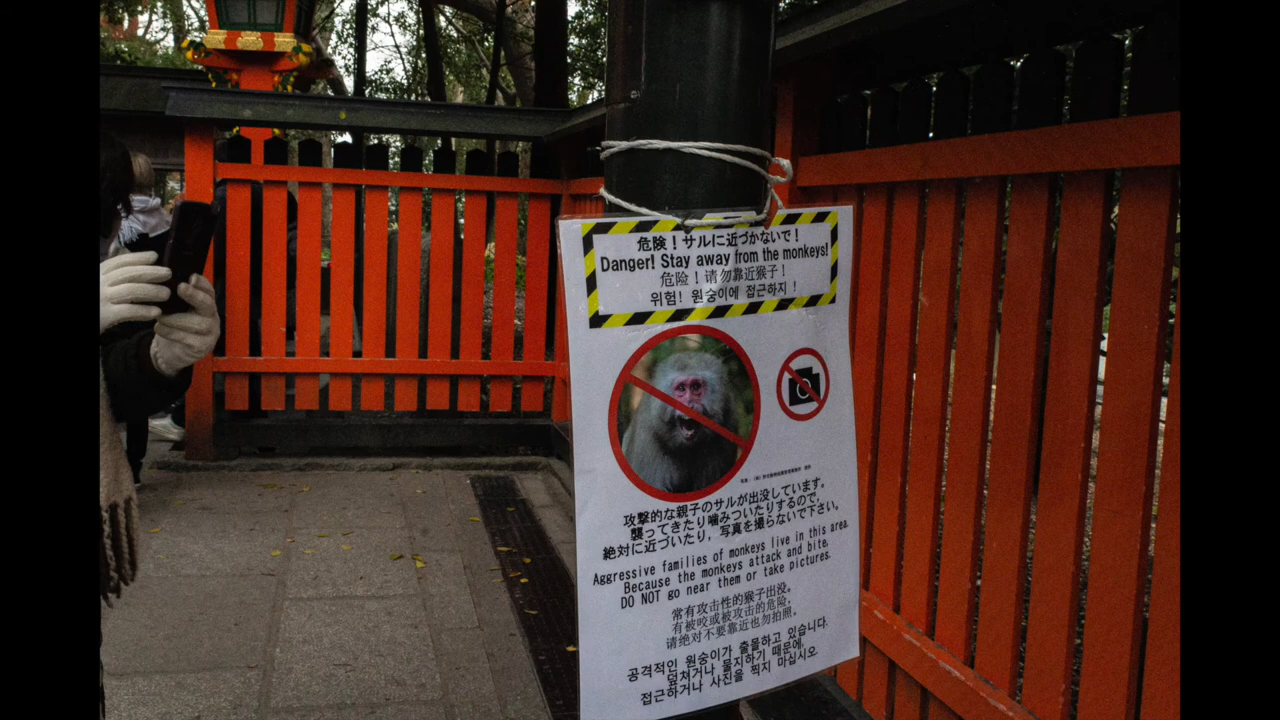 危険！サルに近づかないで！
Danger! Stay away from the monkeys!
危险！请勿靠近猴子！
위험! 원숭이에 접근하지 !
攻撃的な親子のサルが出没しています。
襲ってきたり噛みついたりするので、
絶対に近づいたり，写真を撮らないで下さい。
Aggressive families of monkeys live in this area.
Because the monkeys attack and bite.
DO NOT go near them or take pictures.
常有攻击性的猴子出没。
有被咬或被攻击的危险，
请绝对不要靠近也勿拍照。
공격적인 원숭이가 출몰하고 있습니다.
덮쳐거나 물지하기 때문에,
접근하거나 사진을 찍지 마십시오